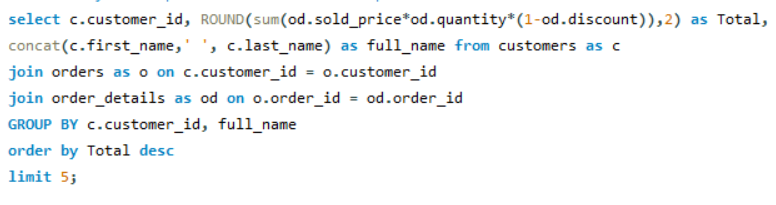 select c.customer_id, ROUND(sum(od.sold_price*od.quantity*(1-od.discount)),2) as Total,
concat(c.first_name,' ', c.last_name) as full_name from customers as c
join orders as o on c.customer_id = o.customer_id
join order_details as od on o.order_id = od.order_id
GROUP BY c.customer_id, full_name
order by Total desc
limit 5;